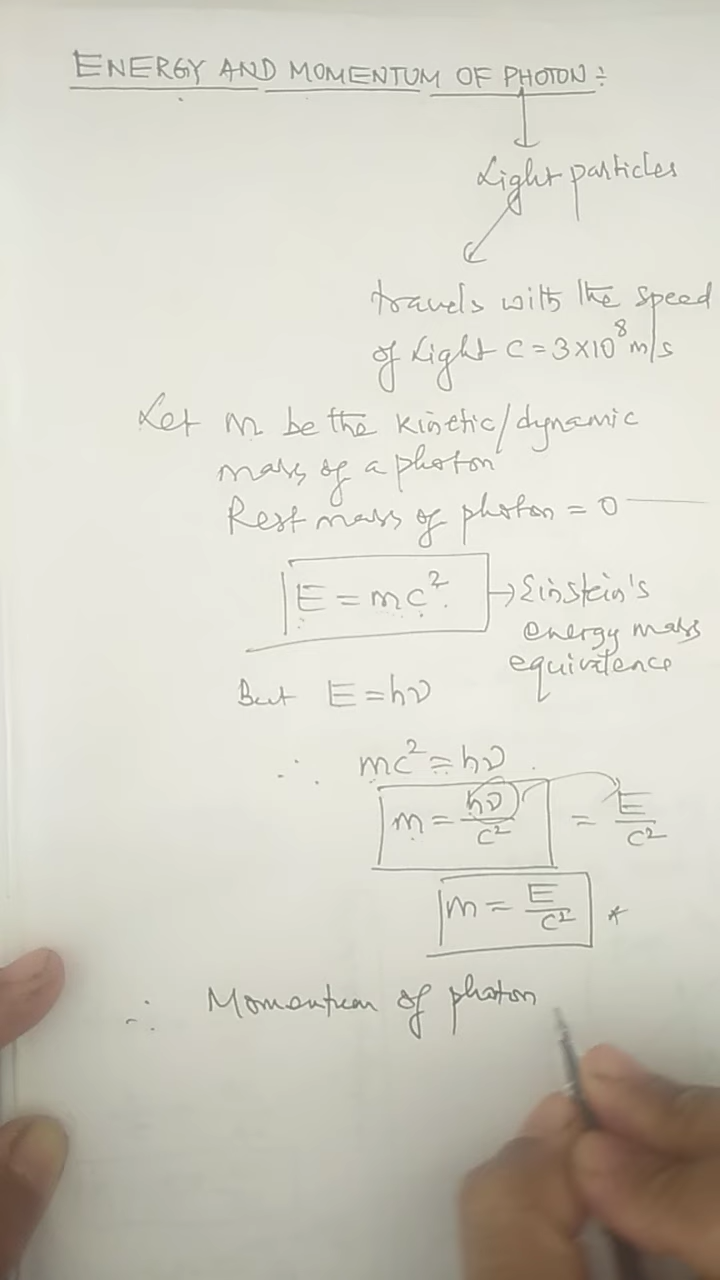 ENERGY AND MOMENTUM OF PHOTON ÷
Light particles
travels with the speed
of Light c = 3×10⁸ m/s
Let m be the kinetic/dynamic
mass of a photon
Rest mass of photon = 0
E = mc² → Einstein's
energy mass
equivalence
But E = hν
∴ mc² = hν
m = hν/c² = E/c²
m = E/c² *
∴ Momentum of photon